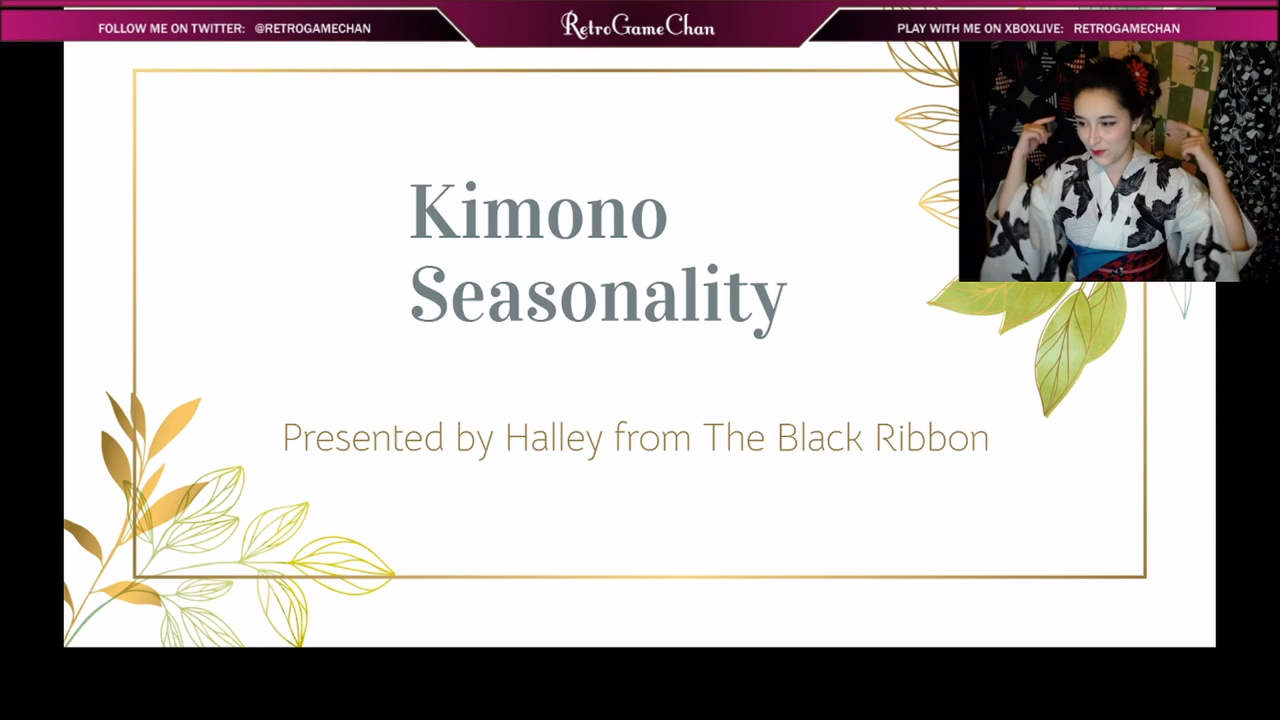 FOLLOW ME ON TWITTER: @RETROGAMECHAN
RetroGameChan
PLAY WITH ME ON XBOXLIVE: RETROGAMECHAN
Kimono
Seasonality
Presented by Halley from The Black Ribbon